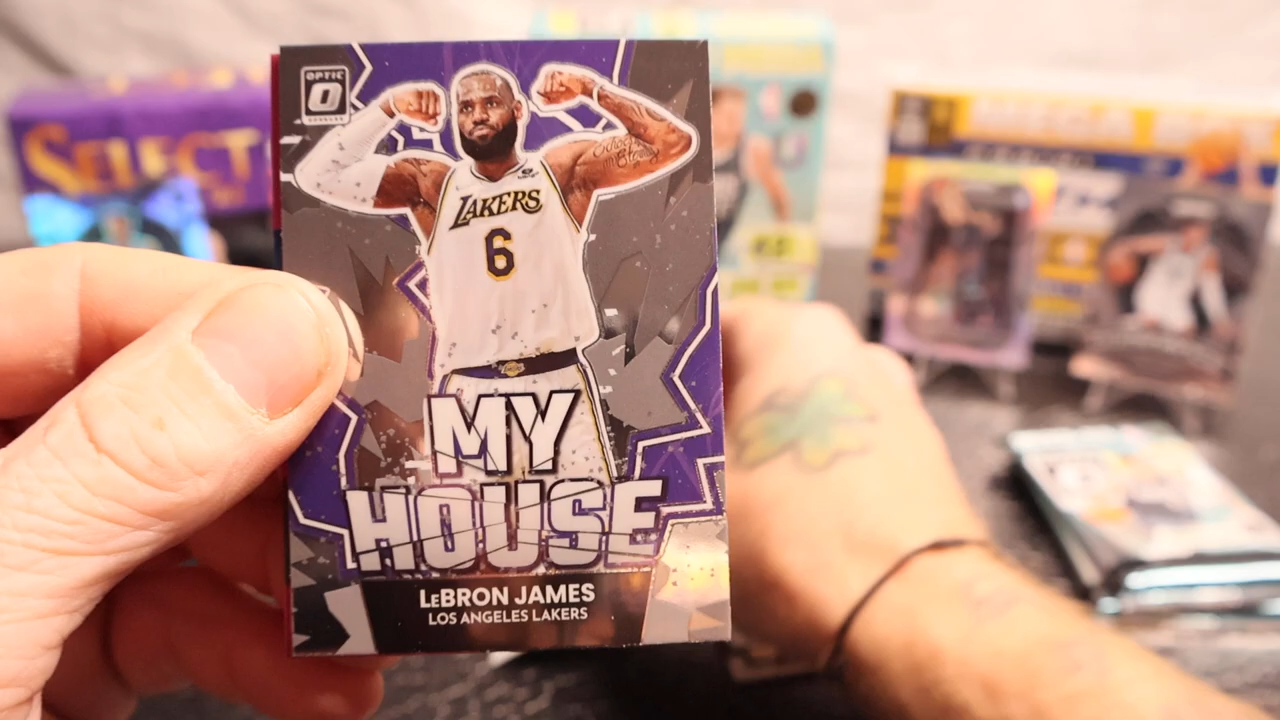 SELECT
OPTIC
LAKERS
6
MY
HOUSE
LeBRON JAMES
LOS ANGELES LAKERS